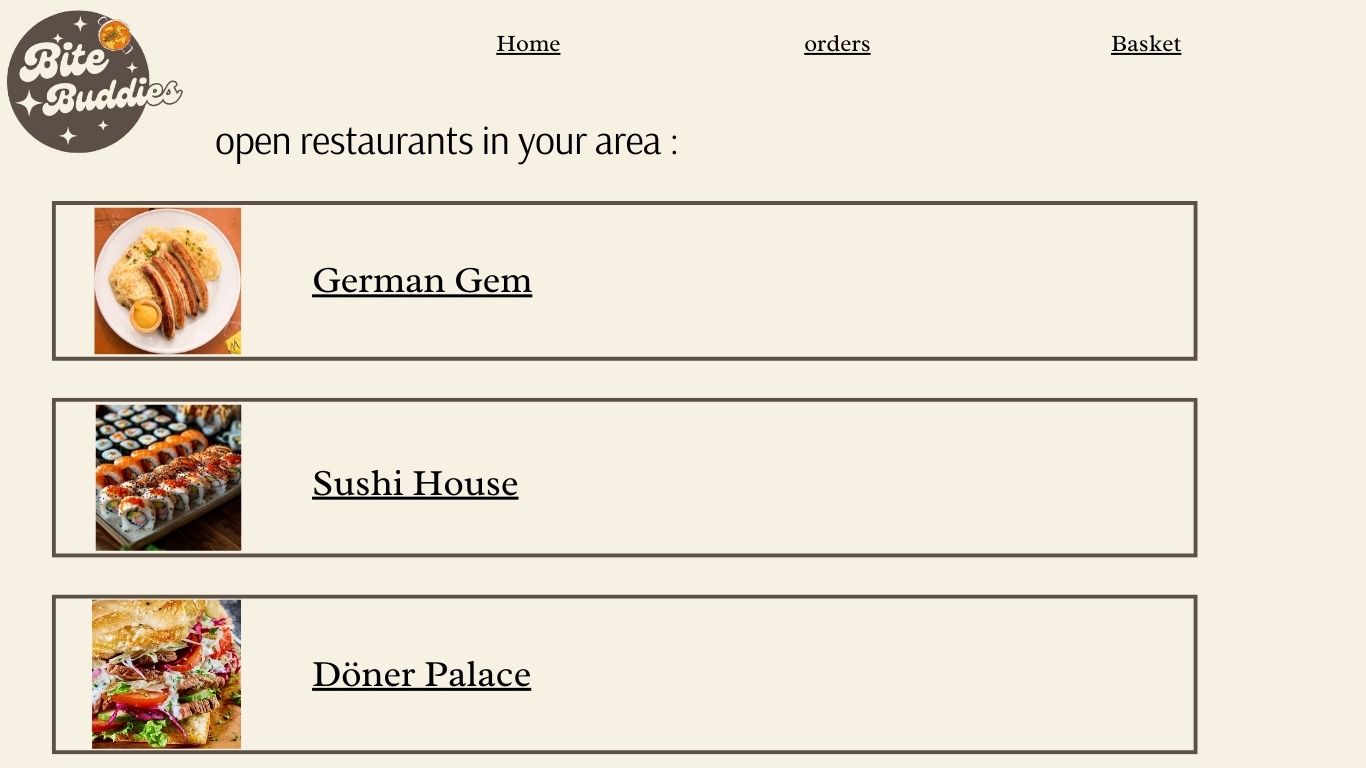 Bite
Buddies
Home orders Basket
open restaurants in your area :
German Gem
Sushi House
Döner Palace